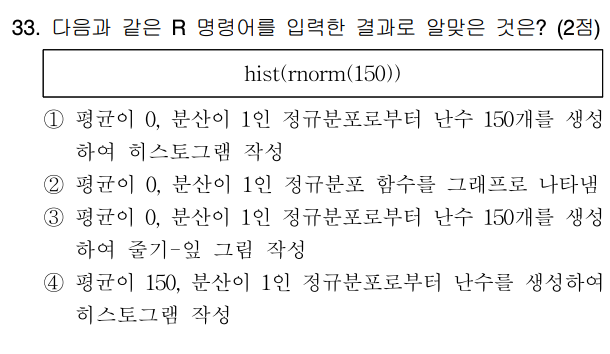 33. 다음과 같은 R 명령어를 입력한 결과로 알맞은 것은? (2점)
hist(rnorm(150))
① 평균이 0, 분산이 1인 정규분포로부터 난수 150개를 생성
하여 히스토그램 작성
② 평균이 0, 분산이 1인 정규분포 함수를 그래프로 나타냄
③ 평균이 0, 분산이 1인 정규분포로부터 난수 150개를 생성
하여 줄기-잎 그림 작성
④ 평균이 150, 분산이 1인 정규분포로부터 난수를 생성하여
히스토그램 작성